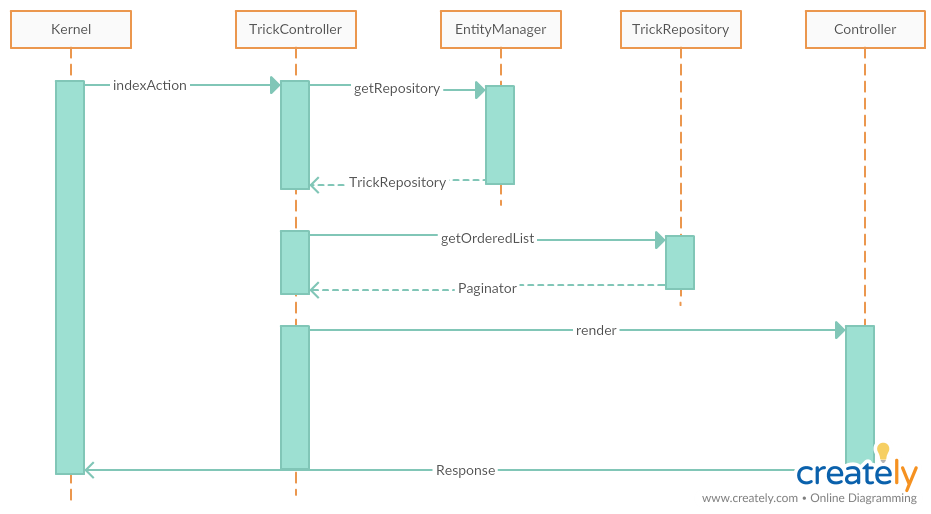 Kernel
TrickController
EntityManager
TrickRepository
Controller
indexAction
getRepository
TrickRepository
getOrderedList
Paginator
render
Response
creately
www.creately.com • Online Diagramming